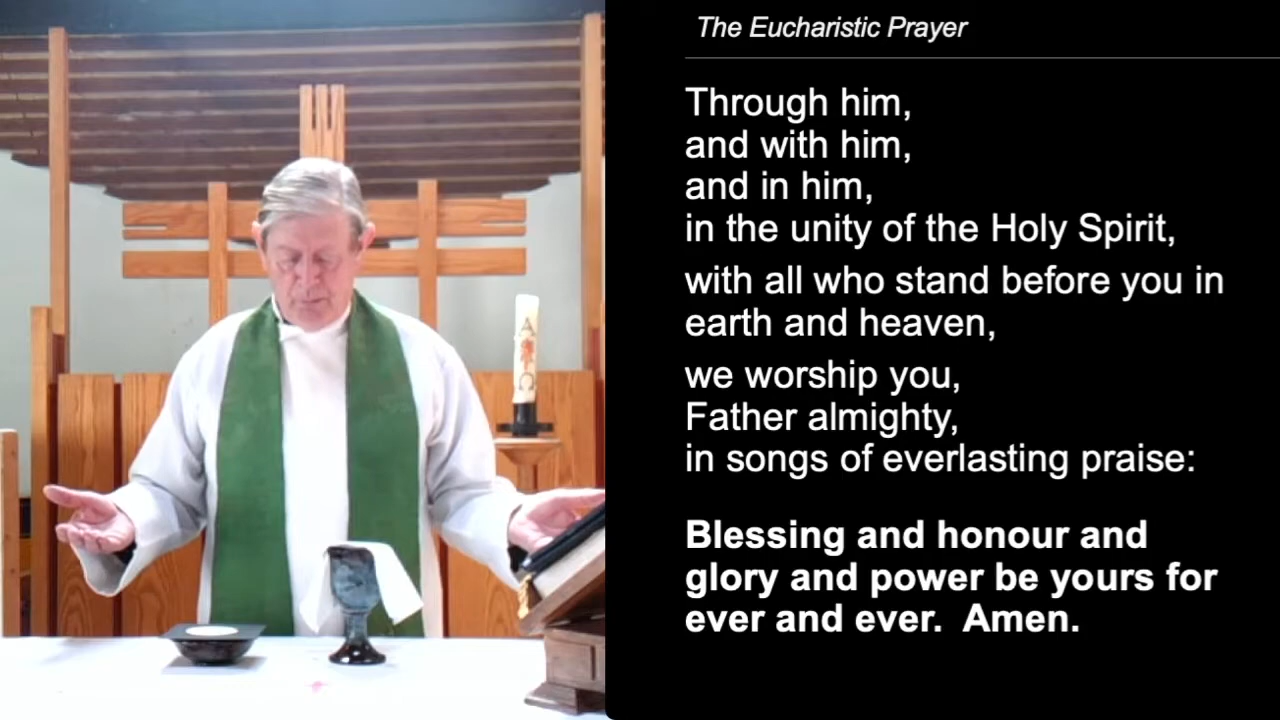 The Eucharistic Prayer
Through him,
and with him,
and in him,
in the unity of the Holy Spirit,
with all who stand before you in
earth and heaven,
we worship you,
Father almighty,
in songs of everlasting praise:
Blessing and honour and
glory and power be yours for
ever and ever.  Amen.
Α
Ω